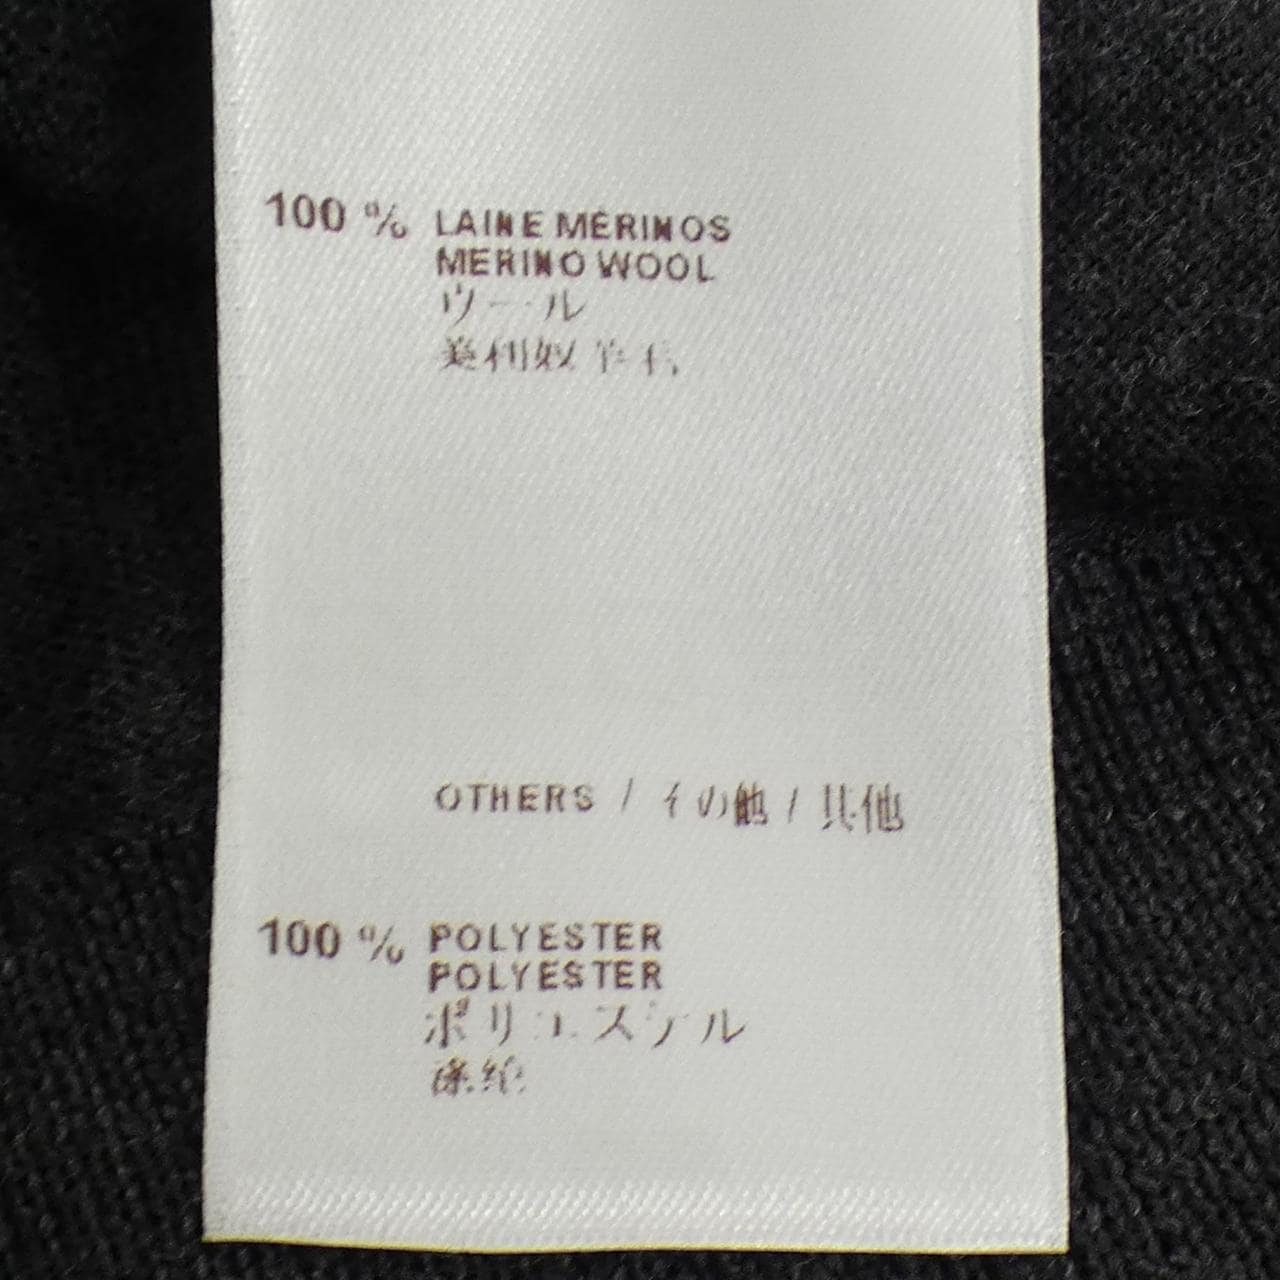 100 % LAINE MERINOS
MERINO WOOL
ウール
美利奴羊毛
OTHERS / その他 / 其他
100 % POLYESTER
POLYESTER
ポリエステル
涤纶